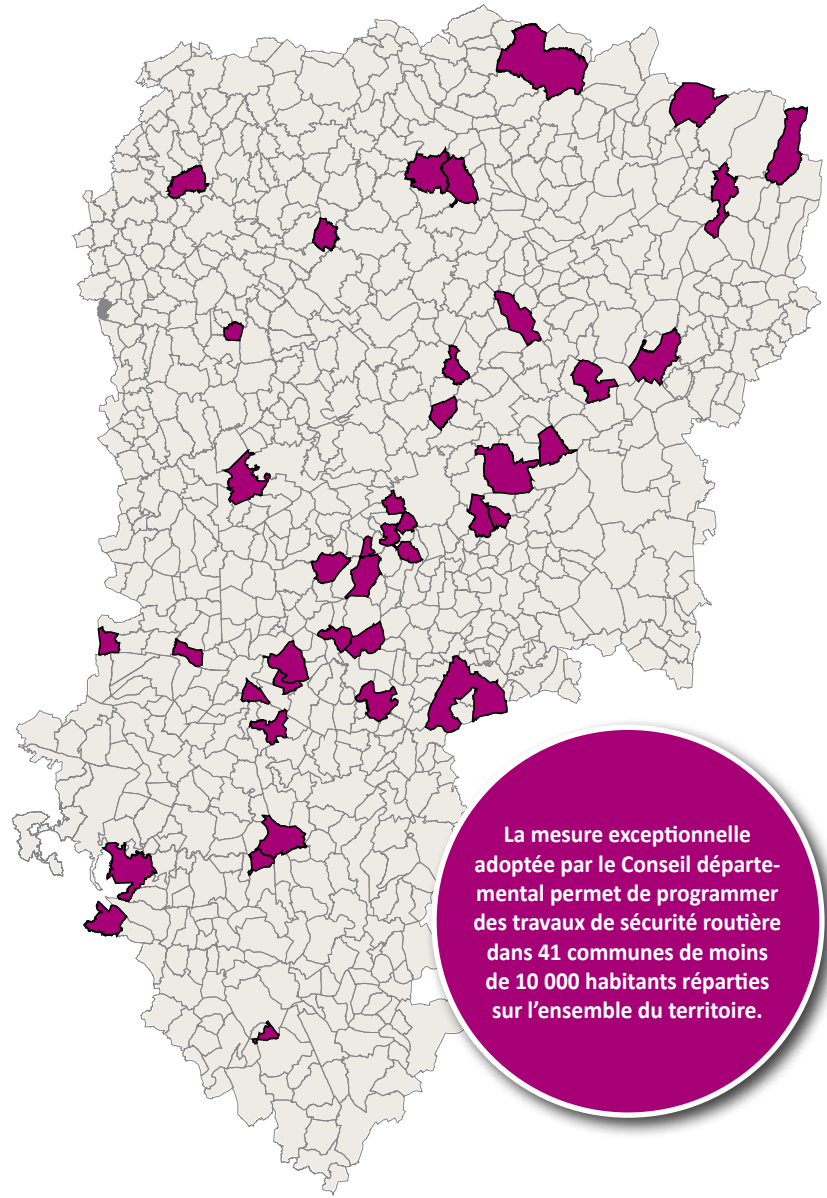 La mesure exceptionnelle
adoptée par le Conseil départe-
mental permet de programmer
des travaux de sécurité routière
dans 41 communes de moins
de 10 000 habitants réparties
sur l’ensemble du territoire.